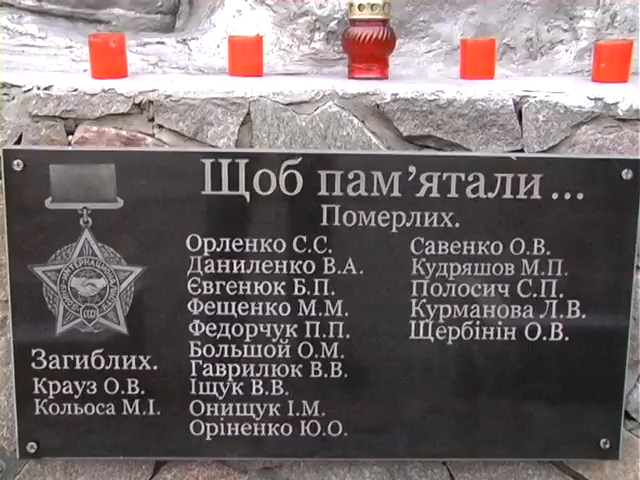 Щоб пам’ятали...
Померлих.
Орленко С.С.
Даниленко В.А.
Євгенюк Б.П.
Фещенко М.М.
Федорчук П.П.
Большой О.М.
Гаврилюк В.В.
Іщук В.В.
Онищук І.М.
Оріненко Ю.О.
Савенко О.В.
Кудряшов М.П.
Полосич С.П.
Курманова Л.В.
Щербінін О.В.
Загиблих.
Крауз О.В.
Кольоса М.І.